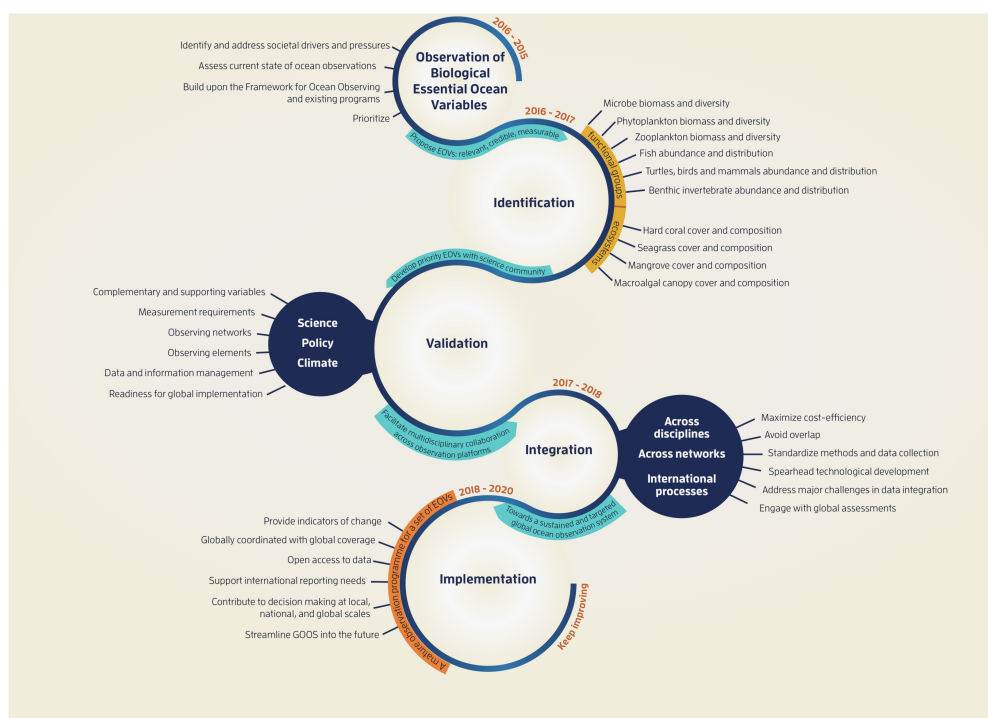 2016 - 2015
Observation of
Biological
Essential Ocean
Variables
Identify and address societal drivers and pressures
Assess current state of ocean observations
Build upon the Framework for Ocean Observing
and existing programs
Prioritize
Propose EOVs: relevant, credible, measurable
2016 - 2017
Identification
functional groups
Microbe biomass and diversity
Phytoplankton biomass and diversity
Zooplankton biomass and diversity
Fish abundance and distribution
Turtles, birds and mammals abundance and distribution
Benthic invertebrate abundance and distribution
ecosystems
Hard coral cover and composition
Seagrass cover and composition
Mangrove cover and composition
Macroalgal canopy cover and composition
Develop priority EOVs with science community
Validation
Science
Policy
Climate
Complementary and supporting variables
Measurement requirements
Observing networks
Observing elements
Data and information management
Readiness for global implementation
Facilitate multidisciplinary collaboration
across observation platforms
2017 - 2018
Integration
Across
disciplines
Across networks
International
processes
Maximize cost-efficiency
Avoid overlap
Standardize methods and data collection
Spearhead technological development
Address major challenges in data integration
Engage with global assessments
Towards a sustained and targeted
global ocean observation system
2018 - 2020
Implementation
A mature observation programme for a set of EOVs
Provide indicators of change
Globally coordinated with global coverage
Open access to data
Support international reporting needs
Contribute to decision making at local,
national, and global scales
Streamline GOOS into the future
Keep improving